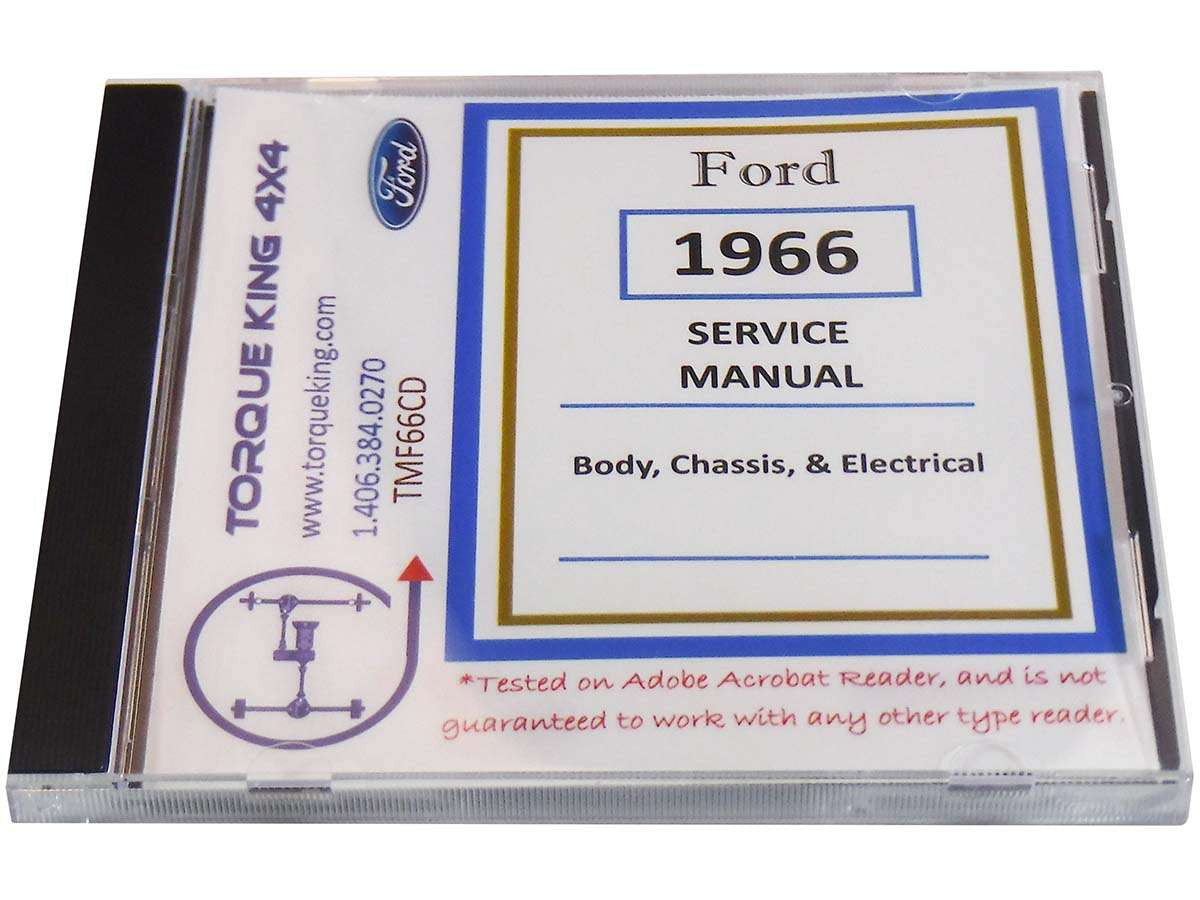 TORQUE KING 4X4
www.torqueking.com
1.406.384.0270
TMF66CD
Ford
Ford
1966
SERVICE
MANUAL
Body, Chassis, & Electrical
*Tested on Adobe Acrobat Reader, and is not
guaranteed to work with any other type reader.